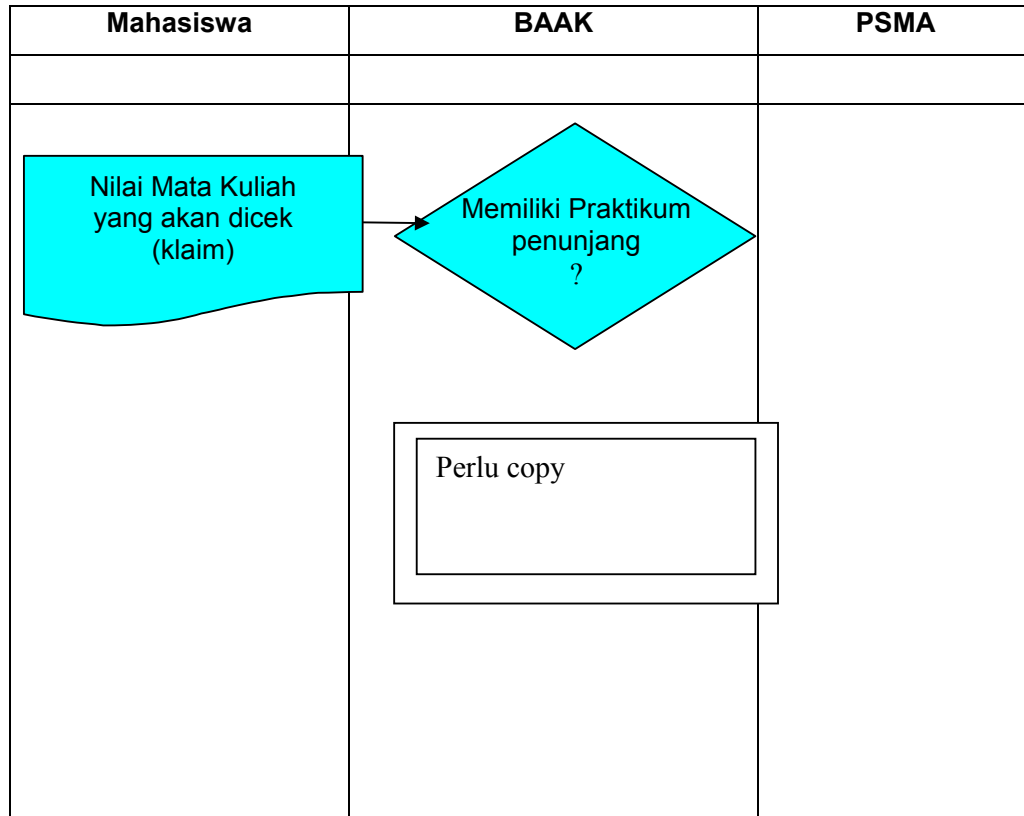 Mahasiswa
BAAK
PSMA
Nilai Mata Kuliah
yang akan dicek
(klaim)
Memiliki Praktikum
penunjang
?
Perlu copy